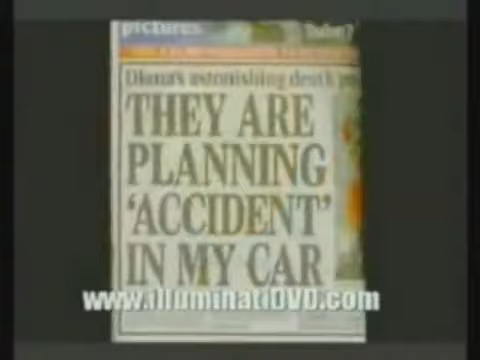 pictures
Diana's astonishing death
THEY ARE
PLANNING
'ACCIDENT'
IN MY CAR
www.illuminatiDVD.com